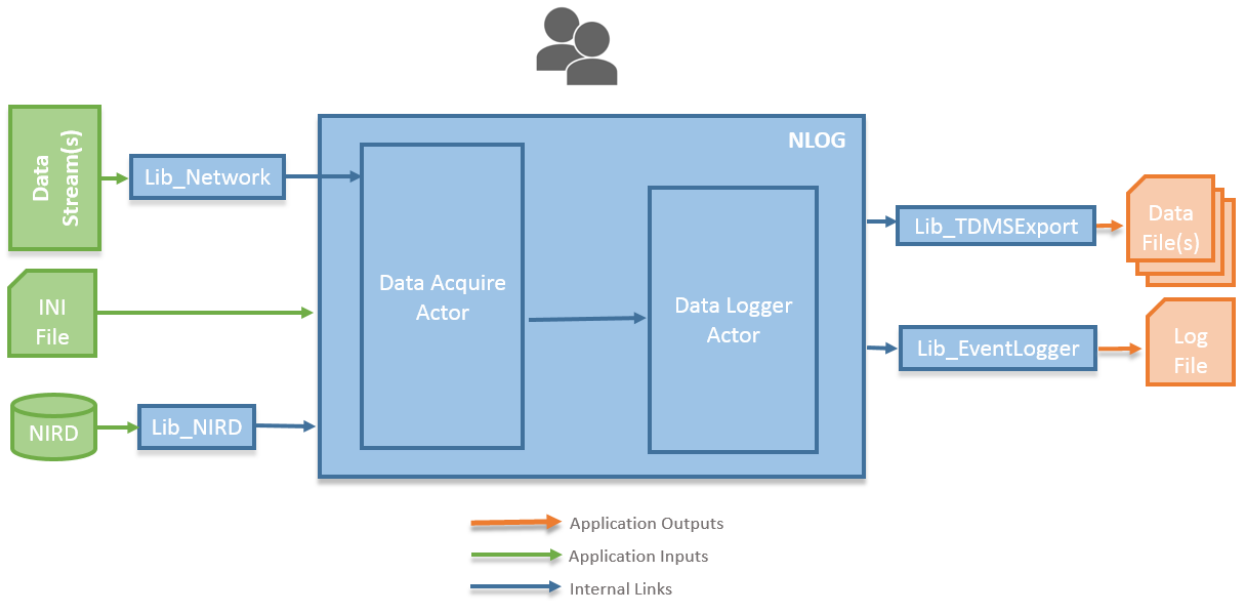 NLOG
Data
Stream(s)
Lib_Network
INI
File
NIRD
Lib_NIRD
Data Acquire
Actor
Data Logger
Actor
Lib_TDMSExport
Data
File(s)
Lib_EventLogger
Log
File
Application Outputs
Application Inputs
Internal Links